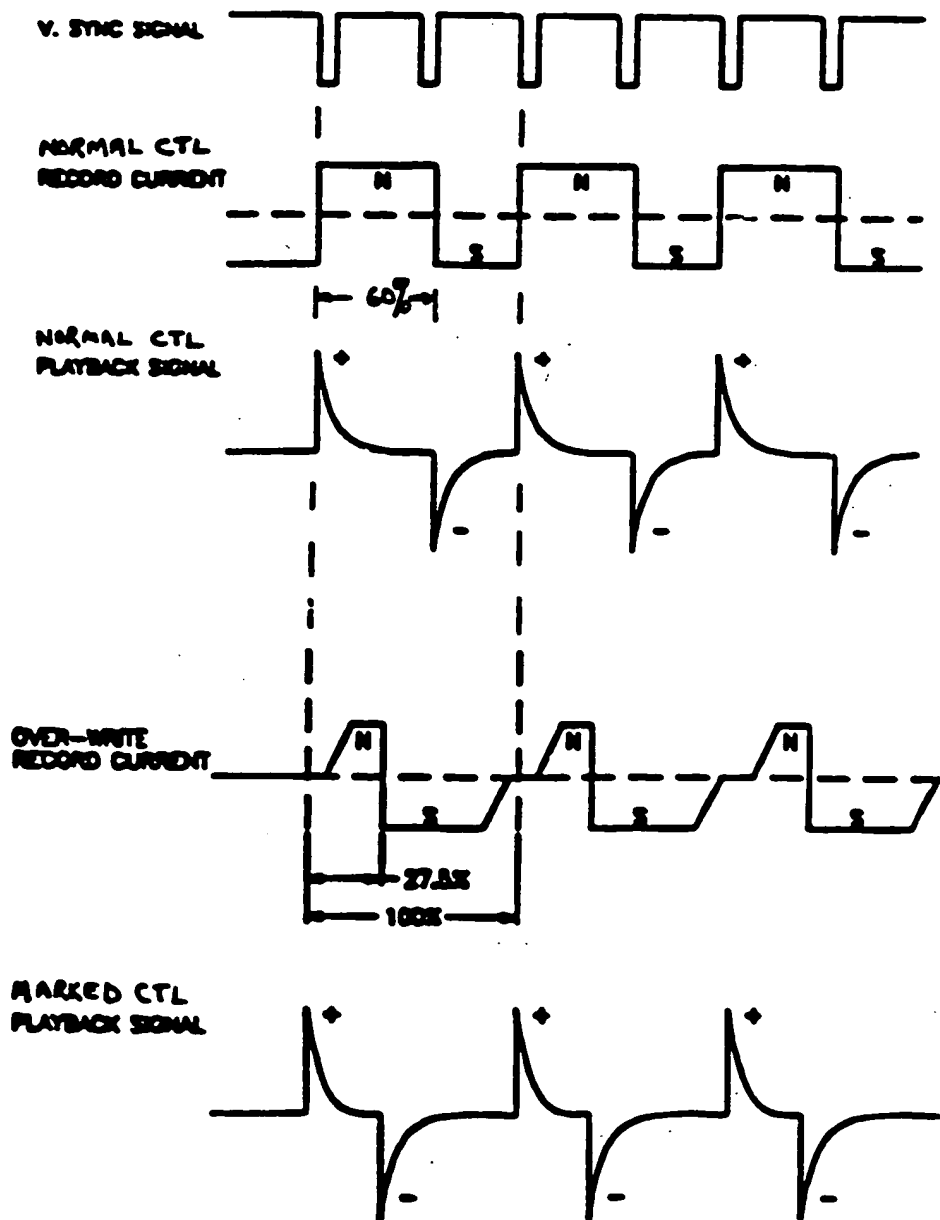 V. SYNC SIGNAL
NORMAL CTL
RECORD CURRENT
N N N
S S S
60%
NORMAL CTL
PLAYBACK SIGNAL
+ + +
- - -
OVER-WRITE
RECORD CURRENT
N N N
S S S
27.5%
100%
MARKED CTL
PLAYBACK SIGNAL
+ + +
- - -